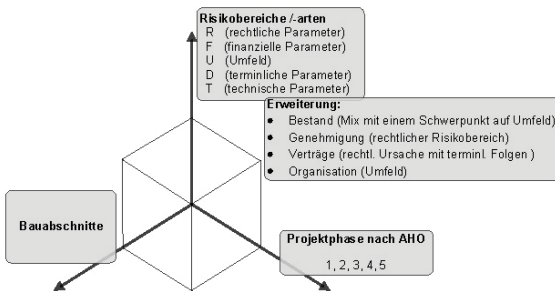 Risikobereiche /-arten
R (rechtliche Parameter)
F (finanzielle Parameter)
U (Umfeld)
D (terminliche Parameter)
T (technische Parameter)
Erweiterung:
• Bestand (Mix mit einem Schwerpunkt auf Umfeld)
• Genehmigung (rechtlicher Risikobereich)
• Verträge (rechtl. Ursache mit terminl. Folgen )
• Organisation (Umfeld)
Bauabschnitte
Projektphase nach AHO
1, 2, 3, 4, 5